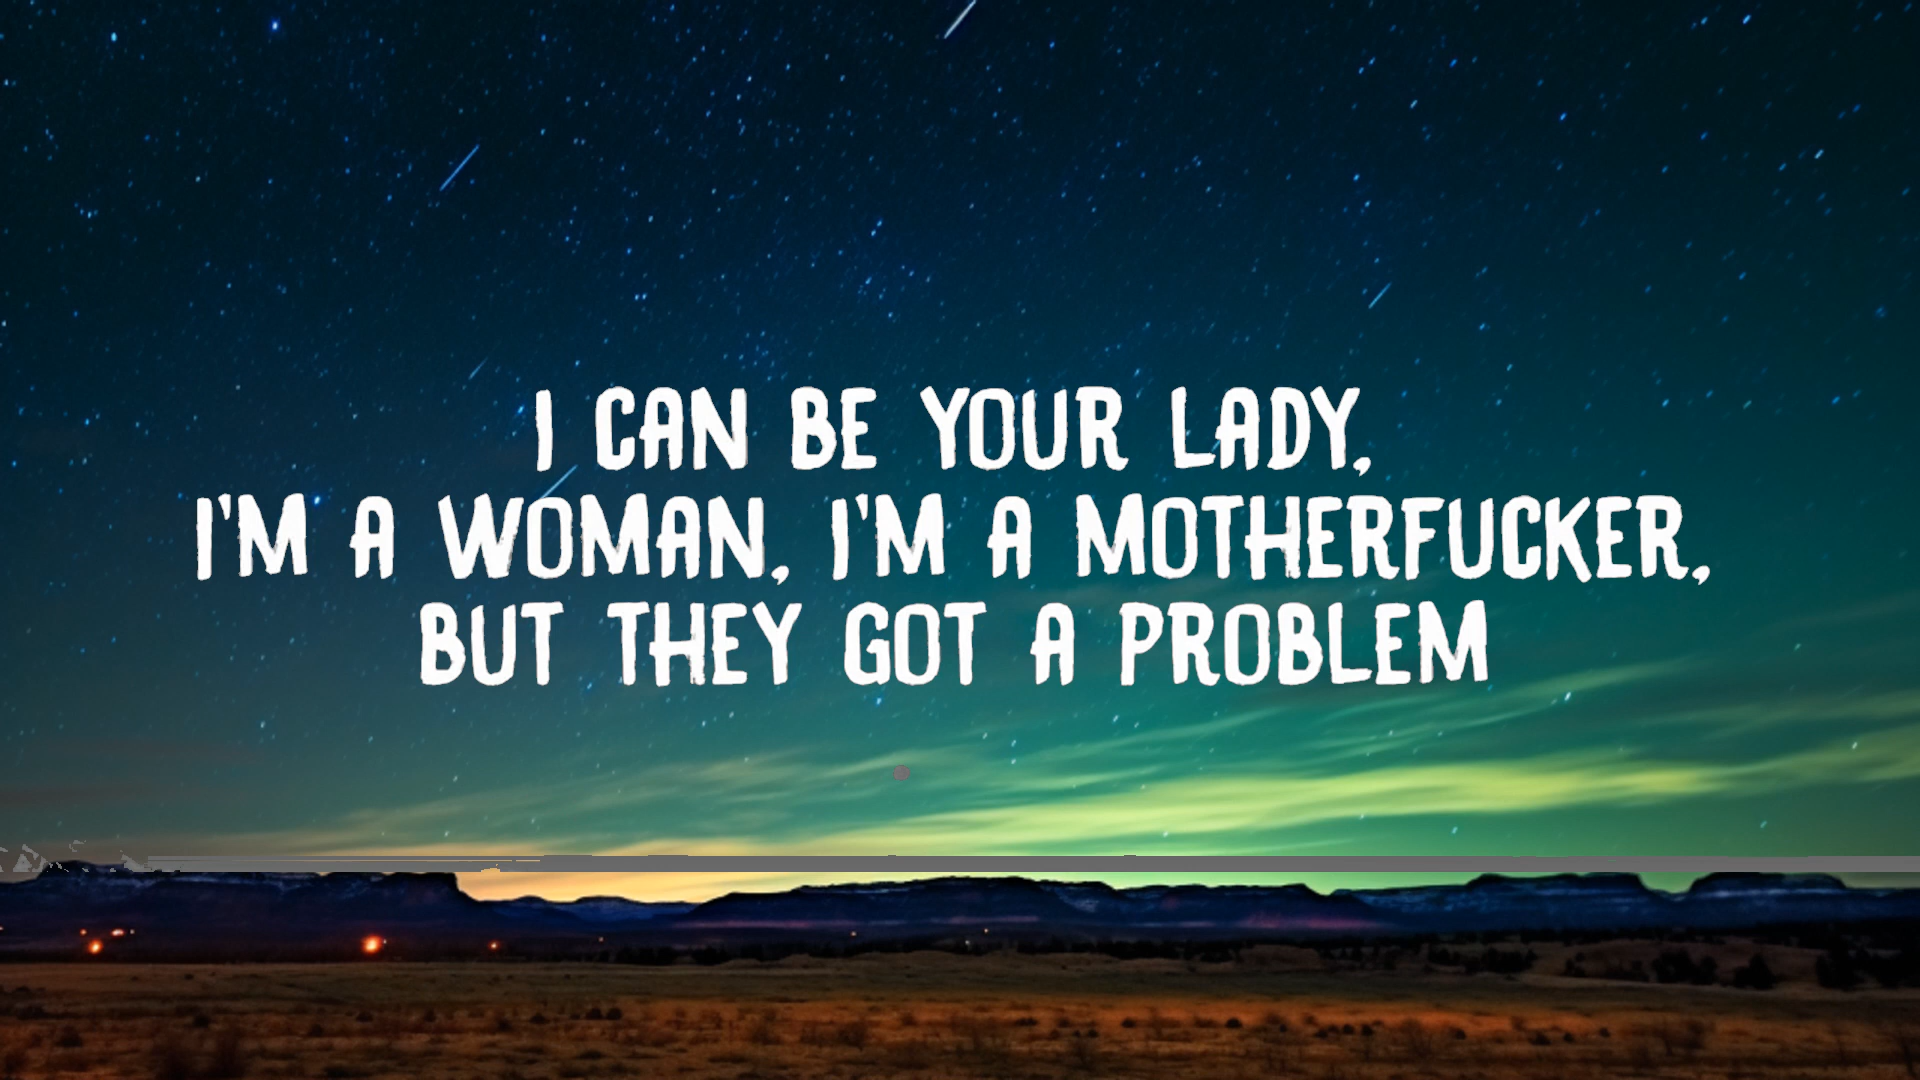 I CAN BE YOUR LADY,
I'M A WOMAN, I'M A MOTHERFUCKER,
BUT THEY GOT A PROBLEM